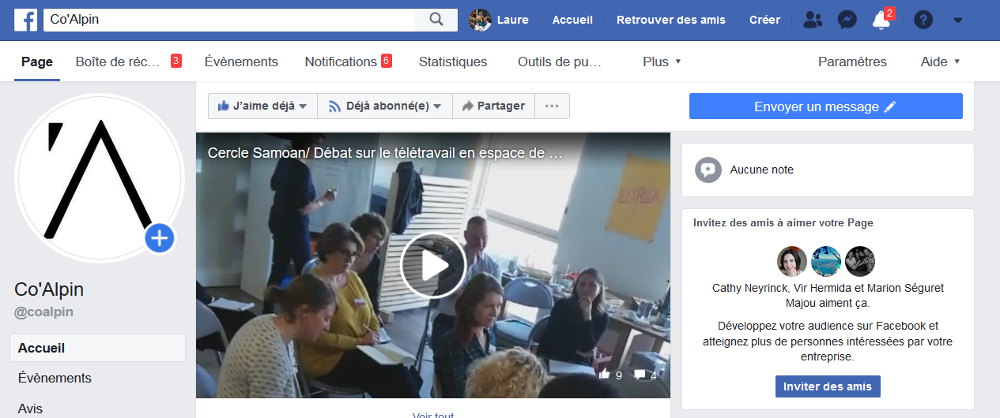 Co'Alpin
Laure
Accueil
Retrouver des amis
Créer
2
Page
Boîte de réc...
3
Évènements
Notifications
6
Statistiques
Outils de pu...
Plus
Paramètres
Aide
J'aime déjà
Déjà abonné(e)
Partager
Envoyer un message
Cercle Samoan/ Débat sur le télétravail en espace de ...
LET'S ROCK
9
4
Voir tout
Co'Alpin
@coalpin
Accueil
Évènements
Avis
Aucune note
Invitez des amis à aimer votre Page
Cathy Neyrinck, Vir Hermida et Marion Séguret
Majou aiment ça.
Développez votre audience sur Facebook et
atteignez plus de personnes intéressées par votre
entreprise.
Inviter des amis